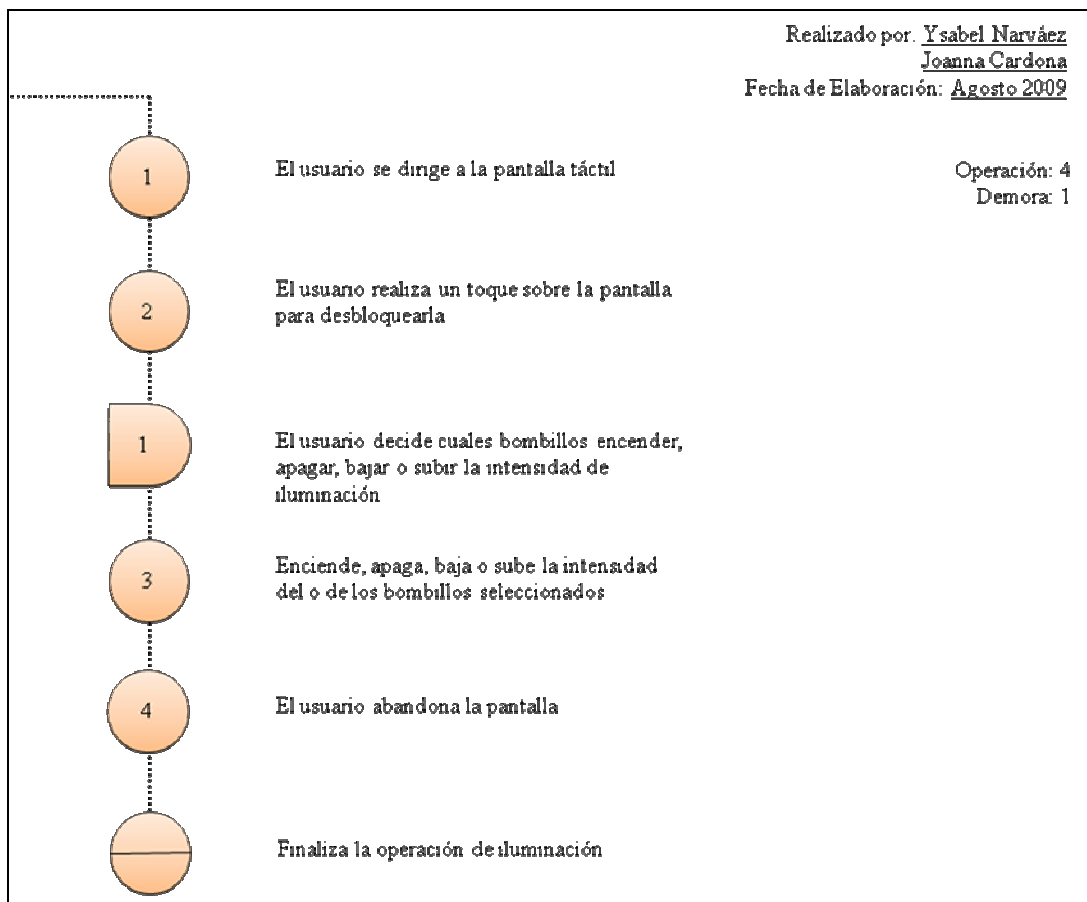 Realizado por. Ysabel Narváez
Joanna Cardona
Fecha de Elaboración: Agosto 2009
1
El usuario se dirige a la pantalla táctil
Operación: 4
Demora: 1
2
El usuario realiza un toque sobre la pantalla
para desbloquearla
1
El usuario decide cuales bombillos encender,
apagar, bajar o subir la intensidad de
iluminación
3
Enciende, apaga, baja o sube la intensidad
del o de los bombillos seleccionados
4
El usuario abandona la pantalla
Finaliza la operación de iluminación